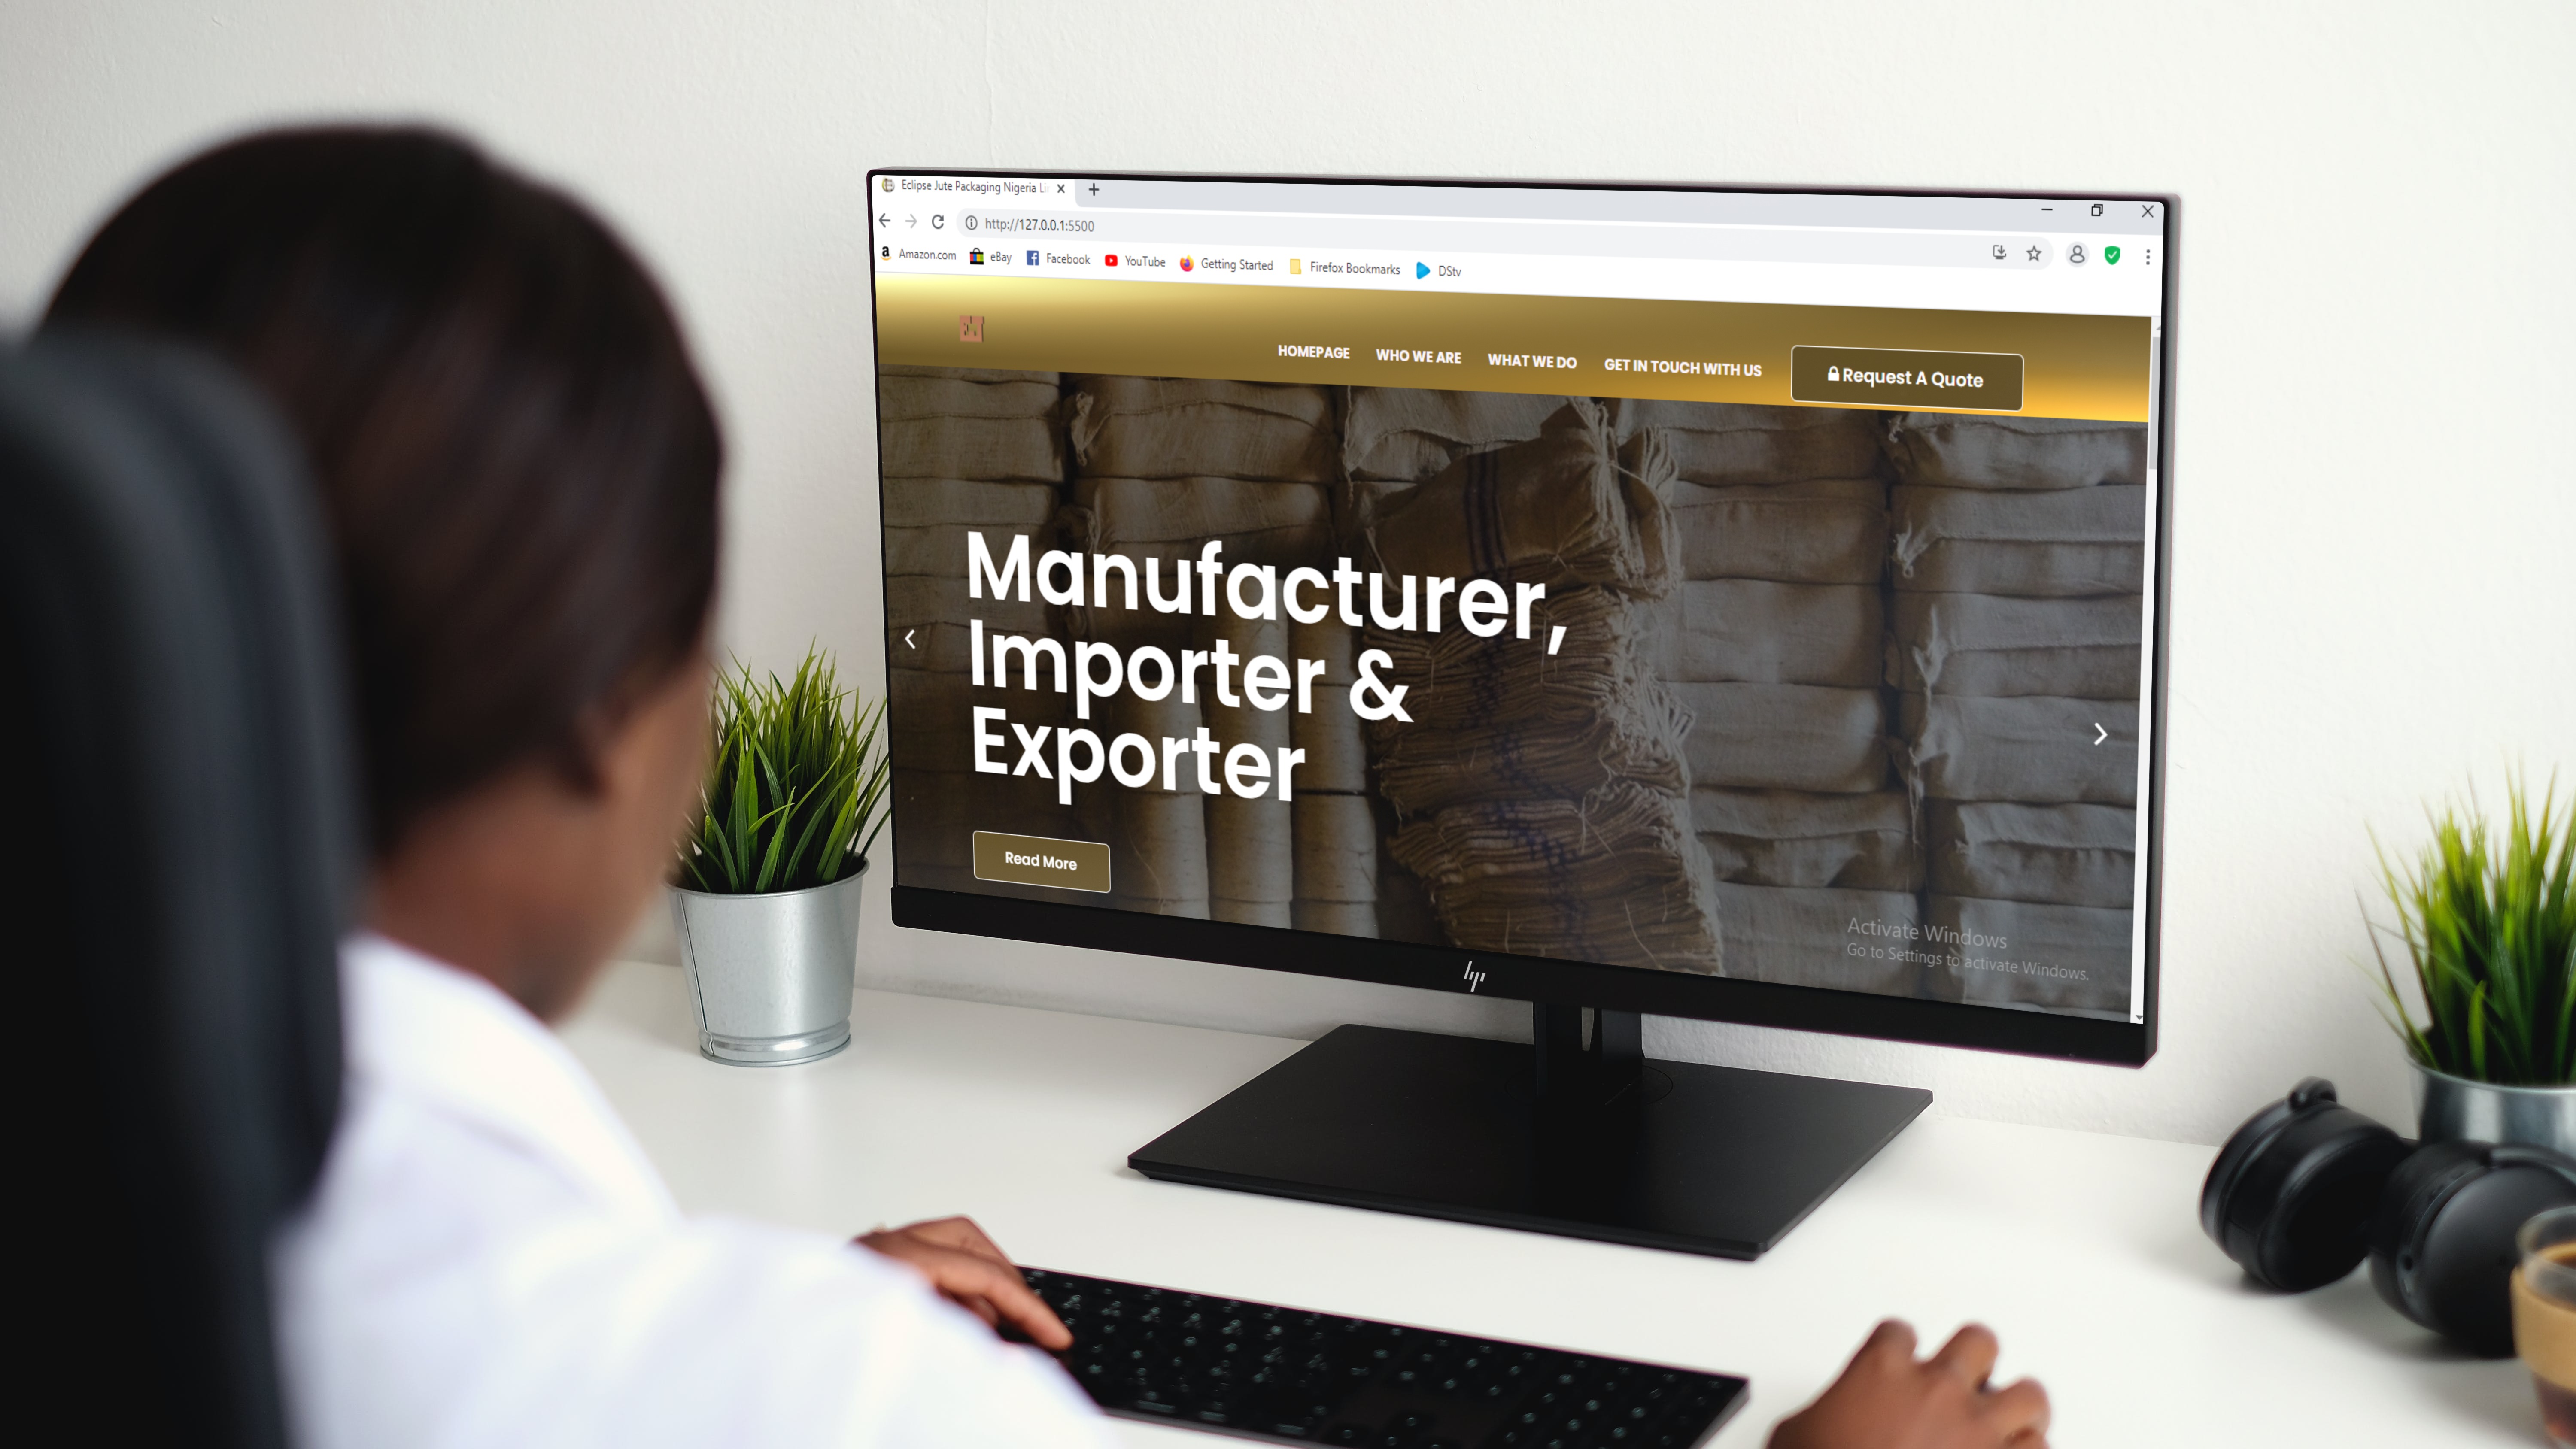 Eclipse Jute Packaging Nigeria Li
http://127.0.0.1:5500
Amazon.com eBay Facebook YouTube Getting Started Firefox Bookmarks DStv
HOMEPAGE WHO WE ARE WHAT WE DO GET IN TOUCH WITH US Request A Quote
Manufacturer,
Importer &
Exporter
Read More
Activate Windows
Go to Settings to activate Windows.
hp